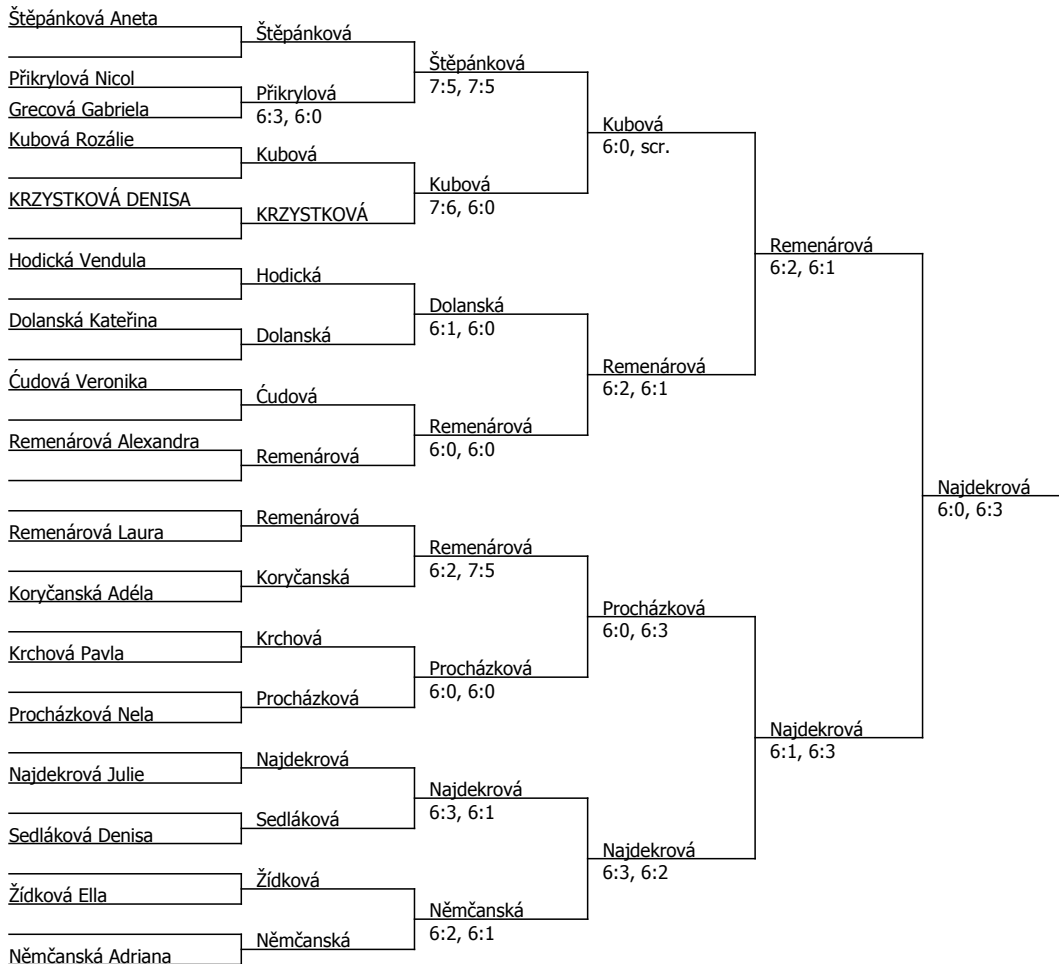 Štěpánková Aneta
Přikrylová Nicol
Grecová Gabriela
Kubová Rozálie
KRZYSTKOVÁ DENISA
Hodická Vendula
Dolanská Kateřina
Ćudová Veronika
Remenárová Alexandra
Remenárová Laura
Koryčanská Adéla
Krchová Pavla
Procházková Nela
Najdekrová Julie
Sedláková Denisa
Žídková Ella
Němčanská Adriana
Štěpánková
Přikrylová
6:3, 6:0
Kubová
KRZYSTKOVÁ
Hodická
Dolanská
Ćudová
Remenárová
Remenárová
Koryčanská
Krchová
Procházková
Najdekrová
Sedláková
Žídková
Němčanská
Štěpánková
7:5, 7:5
Kubová
7:6, 6:0
Dolanská
6:1, 6:0
Remenárová
6:0, 6:0
Remenárová
6:2, 7:5
Procházková
6:0, 6:0
Najdekrová
6:3, 6:1
Němčanská
6:2, 6:1
Kubová
6:0, scr.
Remenárová
6:2, 6:1
Procházková
6:0, 6:3
Najdekrová
6:3, 6:2
Remenárová
6:2, 6:1
Najdekrová
6:1, 6:3
Najdekrová
6:0, 6:3